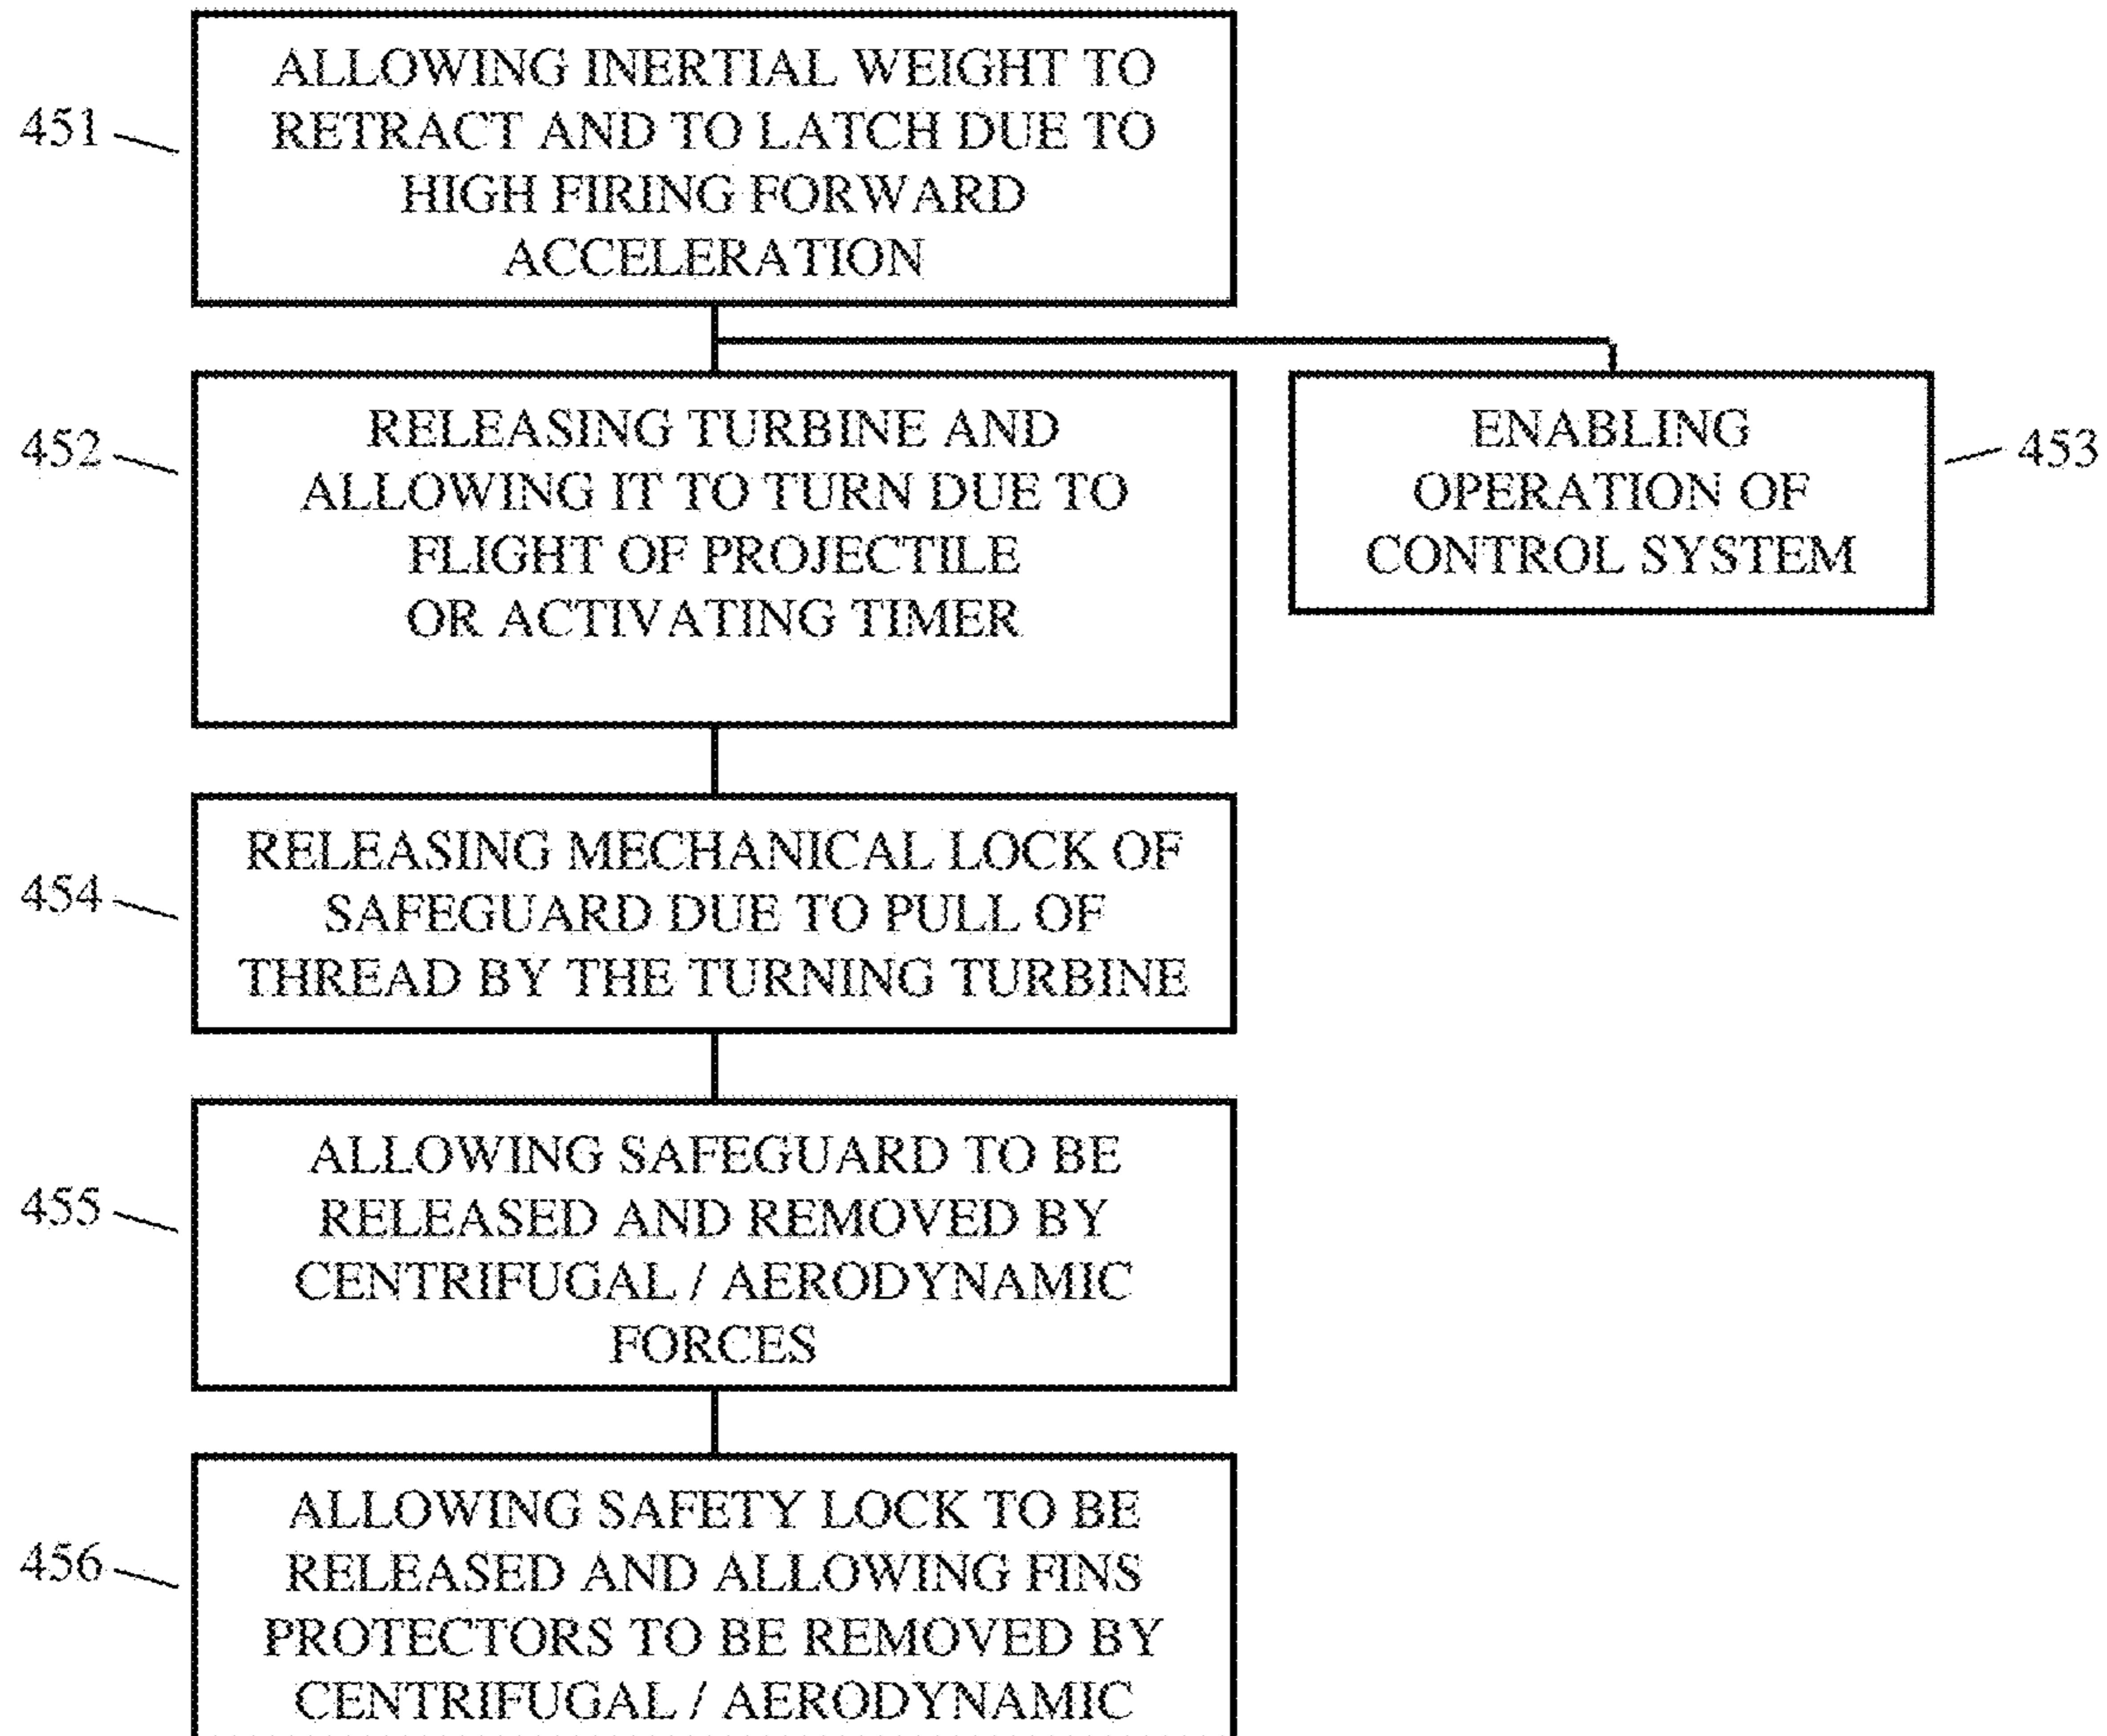 451
ALLOWING INERTIAL WEIGHT TO
RETRACT AND TO LATCH DUE TO
HIGH FIRING FORWARD
ACCELERATION
452
RELEASING TURBINE AND
ALLOWING IT TO TURN DUE TO
FLIGHT OF PROJECTILE
OR ACTIVATING TIMER
ENABLING
OPERATION OF
CONTROL SYSTEM
453
454
RELEASING MECHANICAL LOCK OF
SAFEGUARD DUE TO PULL OF
THREAD BY THE TURNING TURBINE
455
ALLOWING SAFEGUARD TO BE
RELEASED AND REMOVED BY
CENTRIFUGAL / AERODYNAMIC
FORCES
456
ALLOWING SAFETY LOCK TO BE
RELEASED AND ALLOWING FINS
PROTECTORS TO BE REMOVED BY
CENTRIFUGAL / AERODYNAMIC